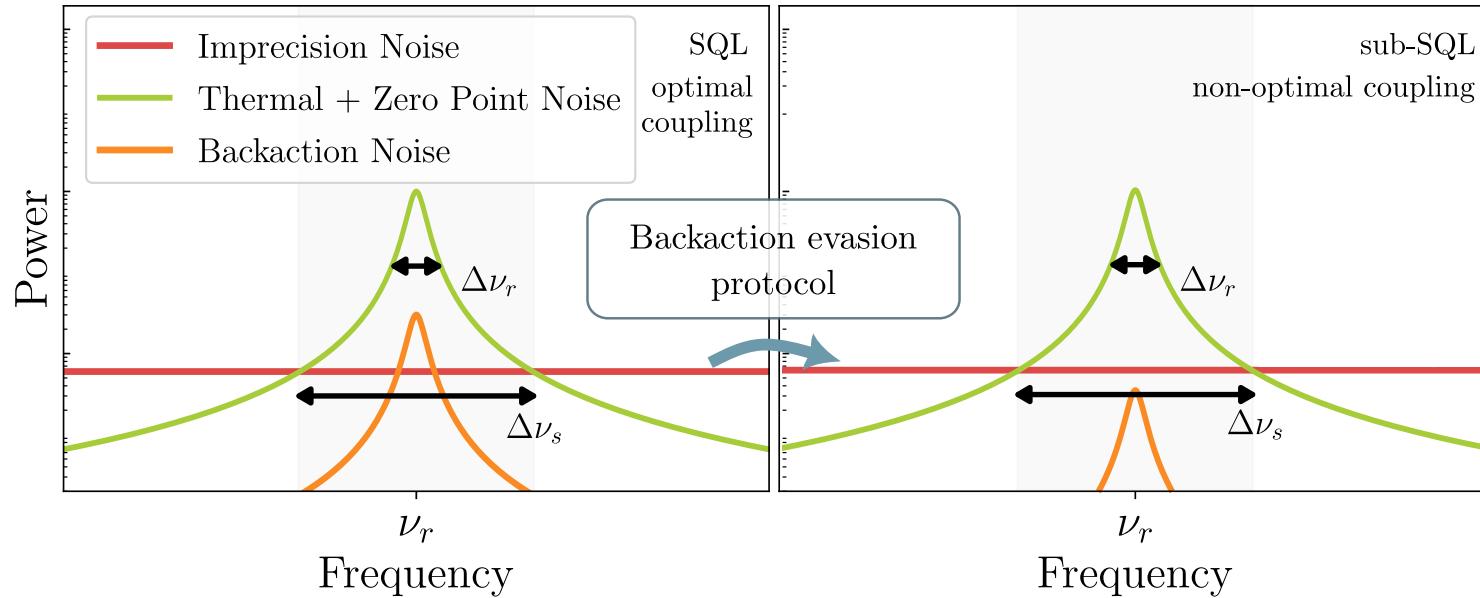 Power
Imprecision Noise
Thermal + Zero Point Noise
Backaction Noise
SQL
optimal
coupling
Δν_r
Δν_s
ν_r
Frequency
Backaction evasion
protocol
sub-SQL
non-optimal coupling
Δν_r
Δν_s
ν_r
Frequency